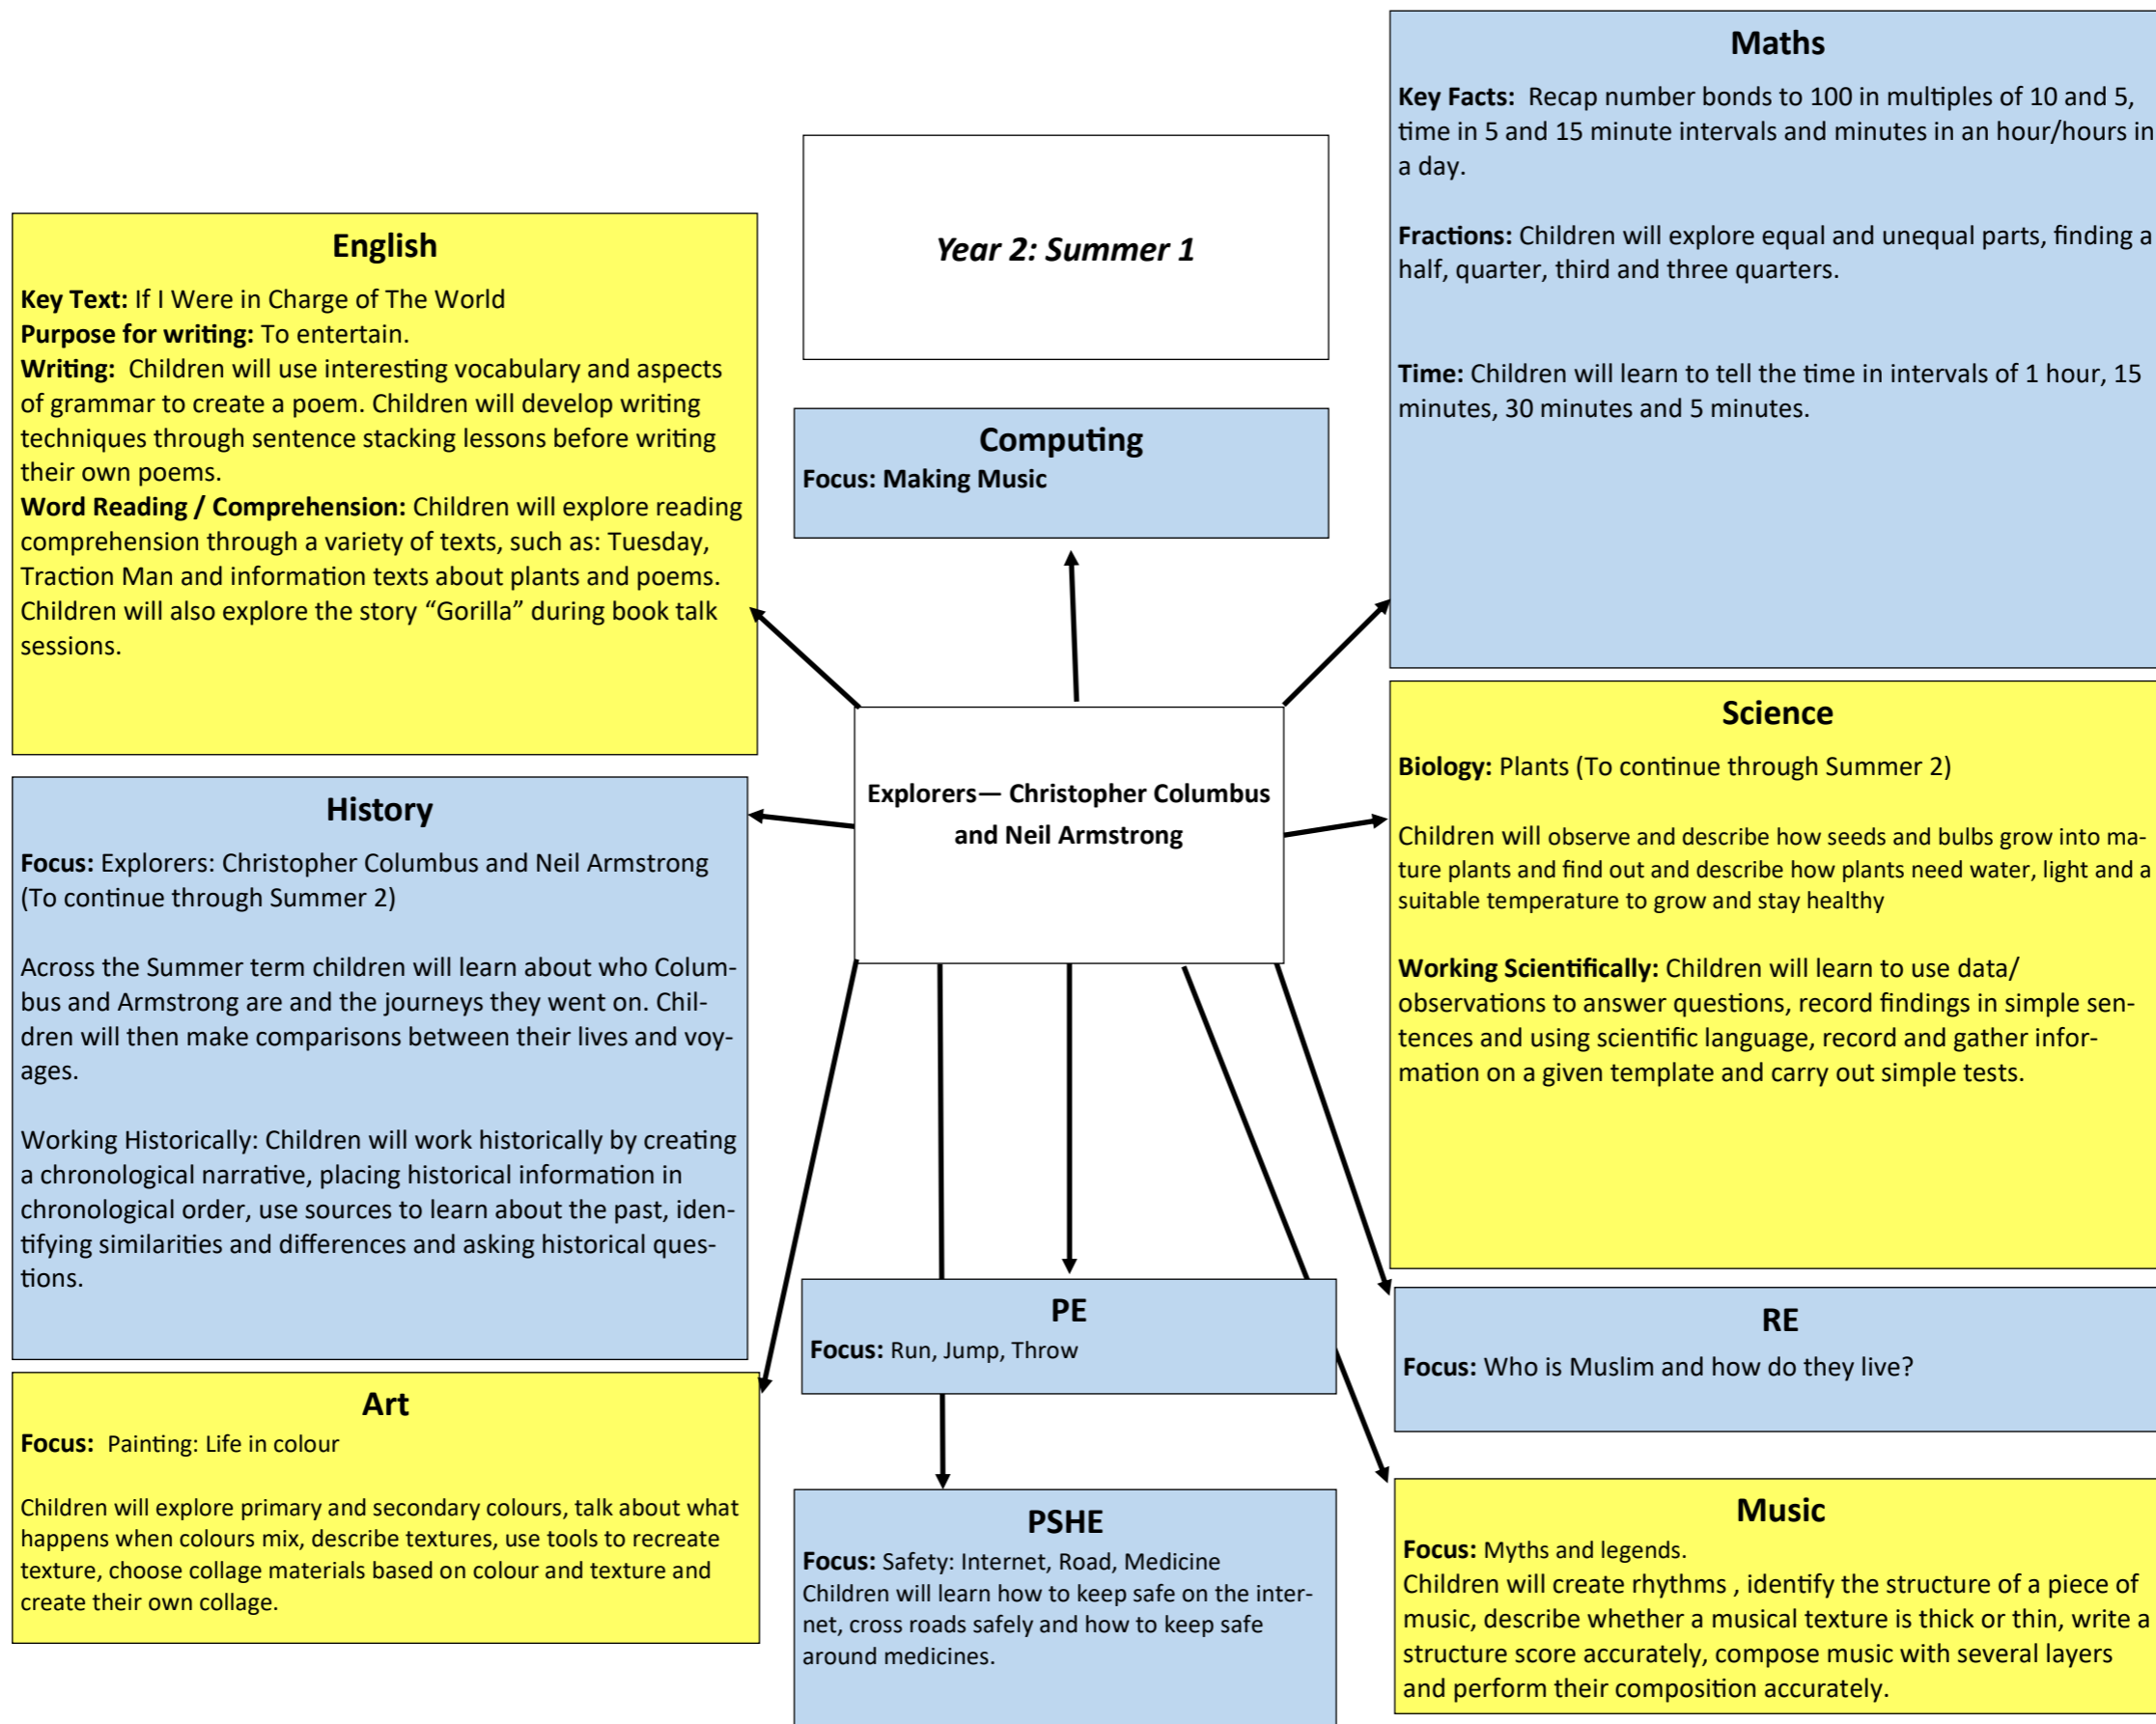 Year 2: Summer 1
English
Key Text: If I Were in Charge of The World
Purpose for writing: To entertain.
Writing:  Children will use interesting vocabulary and aspects
of grammar to create a poem. Children will develop writing
techniques through sentence stacking lessons before writing
their own poems.
Word Reading / Comprehension: Children will explore reading
comprehension through a variety of texts, such as: Tuesday,
Traction Man and information texts about plants and poems.
Children will also explore the story “Gorilla” during book talk
sessions.
Computing
Focus: Making Music
Maths
Key Facts:  Recap number bonds to 100 in multiples of 10 and 5,
time in 5 and 15 minute intervals and minutes in an hour/hours in
a day.
Fractions: Children will explore equal and unequal parts, finding a
half, quarter, third and three quarters.
Time: Children will learn to tell the time in intervals of 1 hour, 15
minutes, 30 minutes and 5 minutes.
Explorers— Christopher Columbus
and Neil Armstrong
History
Focus: Explorers: Christopher Columbus and Neil Armstrong
(To continue through Summer 2)
Across the Summer term children will learn about who Colum-
bus and Armstrong are and the journeys they went on. Chil-
dren will then make comparisons between their lives and voy-
ages.
Working Historically: Children will work historically by creating
a chronological narrative, placing historical information in
chronological order, use sources to learn about the past, iden-
tifying similarities and differences and asking historical ques-
tions.
Science
Biology: Plants (To continue through Summer 2)
Children will observe and describe how seeds and bulbs grow into ma-
ture plants and find out and describe how plants need water, light and a
suitable temperature to grow and stay healthy
Working Scientifically: Children will learn to use data/
observations to answer questions, record findings in simple sen-
tences and using scientific language, record and gather infor-
mation on a given template and carry out simple tests.
PE
Focus: Run, Jump, Throw
RE
Focus: Who is Muslim and how do they live?
Art
Focus:  Painting: Life in colour
Children will explore primary and secondary colours, talk about what
happens when colours mix, describe textures, use tools to recreate
texture, choose collage materials based on colour and texture and
create their own collage.
PSHE
Focus: Safety: Internet, Road, Medicine
Children will learn how to keep safe on the inter-
net, cross roads safely and how to keep safe
around medicines.
Music
Focus: Myths and legends.
Children will create rhythms , identify the structure of a piece of
music, describe whether a musical texture is thick or thin, write a
structure score accurately, compose music with several layers
and perform their composition accurately.